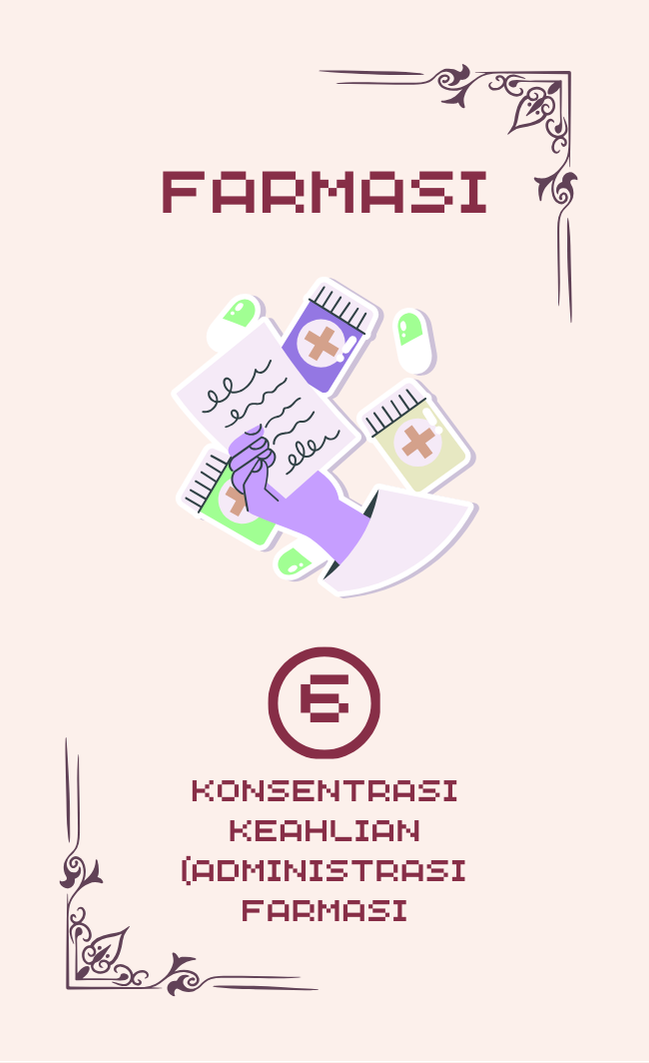 FARMASI
6
KONSENTRASI
KEAHLIAN
(ADMINISTRASI
FARMASI